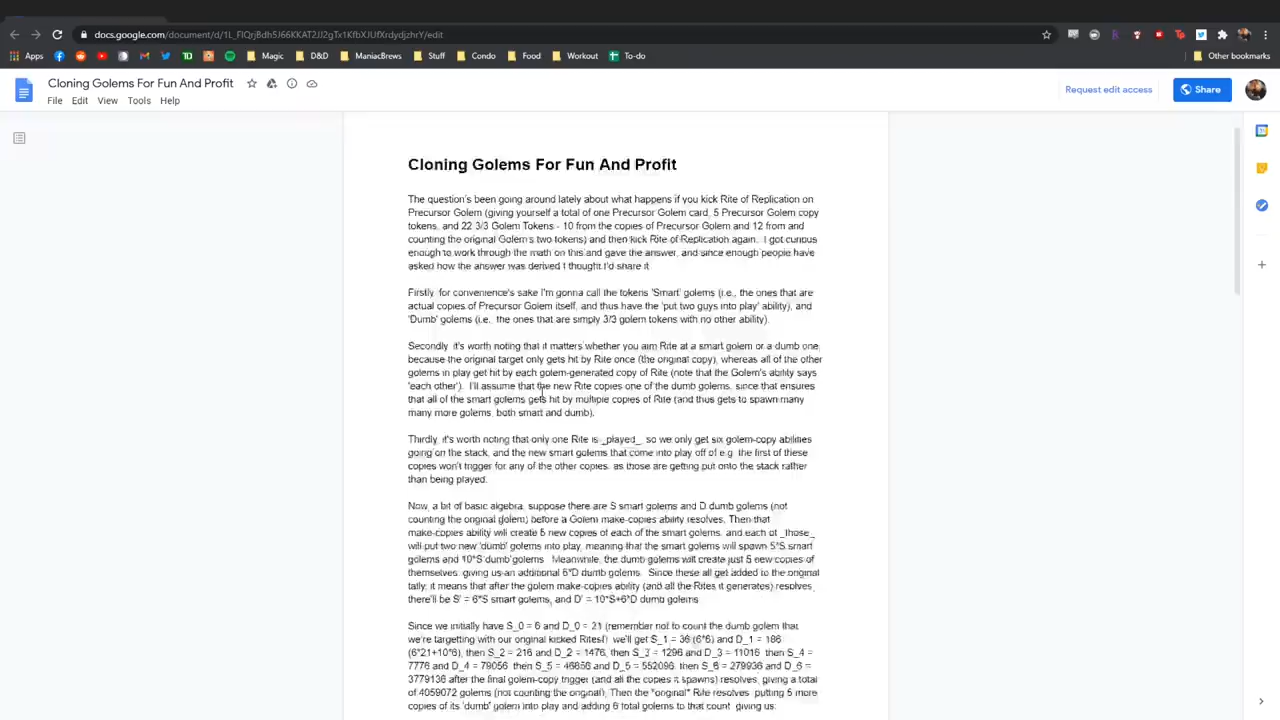 docs.google.com/document/d/1L_FIQrjBdh5J66KKAT2JJ2gTx1KfbXJUfXrdydjzhrY/edit
Apps
Magic
D&D
ManiacBrews
Stuff
Condo
Food
Workout
To-do
Other bookmarks
Cloning Golems For Fun And Profit
File Edit View Tools Help
Request edit access
Share
Cloning Golems For Fun And Profit
The question's been going around lately about what happens if you kick Rite of Replication on
Precursor Golem (giving yourself a total of one Precursor Golem card, 5 Precursor Golem copy
tokens, and 22 3/3 Golem Tokens - 10 from the copies of Precursor Golem and 12 from and
counting the original Golem's two tokens) and then kick Rite of Replication again. I got curious
enough to work through the math on this and gave the answer, and since enough people have
asked how the answer was derived I thought I'd share it
Firstly, for convenience's sake I'm gonna call the tokens 'Smart' golems (i.e., the ones that are
actual copies of Precursor Golem itself, and thus have the 'put two guys into play' ability), and
'Dumb' golems (i.e. the ones that are simply 3/3 golem tokens with no other ability).
Secondly it's worth noting that it matters whether you aim Rite at a smart golem or a dumb one,
because the original target only gets hit by Rite once (the original copy), whereas all of the other
golems in play get hit by each golem-generated copy of Rite (note that the Golem's ability says
'each other'). I'll assume that the new Rite copies one of the dumb golems, since that ensures
that all of the smart golems gets hit by multiple copies of Rite (and thus gets to spawn many
many more golems, both smart and dumb).
Thirdly, it's worth noting that only one Rite is _played_, so we only get six golem-copy abilities
going on the stack, and the new smart golems that come into play off of e.g. the first of these
copies won't trigger for any of the other copies, as those are getting put onto the stack rather
than being played.
Now, a bit of basic algebra, suppose there are S smart golems and D dumb golems (not
counting the original golem) before a Golem make-copies ability resolves. Then that
make-copies ability will create 5 new copies of each of the smart golems, and each of _those_
will put two new 'dumb' golems into play, meaning that the smart golems will spawn 5*S smart
golems and 10*S dumb golems. Meanwhile, the dumb golems will create just 5 new copies of
themselves, giving us an additional 5*D dumb golems. Since these all get added to the original
tally, it means that after the golem make-copies ability (and all the Rites it generates) resolves,
there'll be S' = 6*S smart golems, and D' = 10*S+6*D dumb golems
Since we initially have S_0 = 6 and D_0 = 21 (remember not to count the dumb golem that
we're targetting with our original kicked Rites!) we'll get S_1 = 36 (6*6) and D_1 = 186
(6*21+10*6), then S_2 = 216 and D_2 = 1476, then S_3 = 1296 and D_3 = 11016 then S_4 =
7776 and D_4 = 79056 then S_5 = 46656 and D_5 = 552096, then S_6 = 279936 and D_6 =
3779136 after the final golem-copy trigger (and all the copies it spawns) resolves, giving a total
of 4059072 golems (not counting the original). Then the *original* Rite resolves putting 5 more
copies of its 'dumb' golem into play and adding 6 total golems to that count giving us: